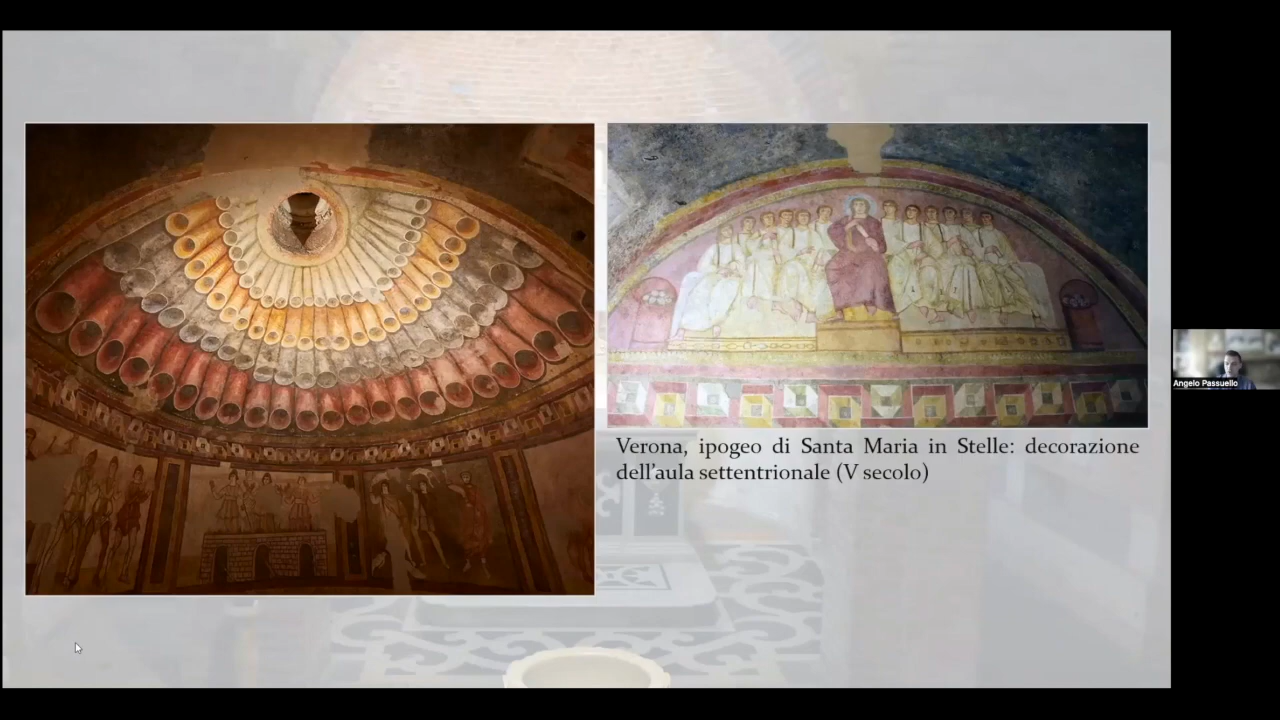 Verona, ipogeo di Santa Maria in Stelle: decorazione
dell’aula settentrionale (V secolo)
Angelo Passuello